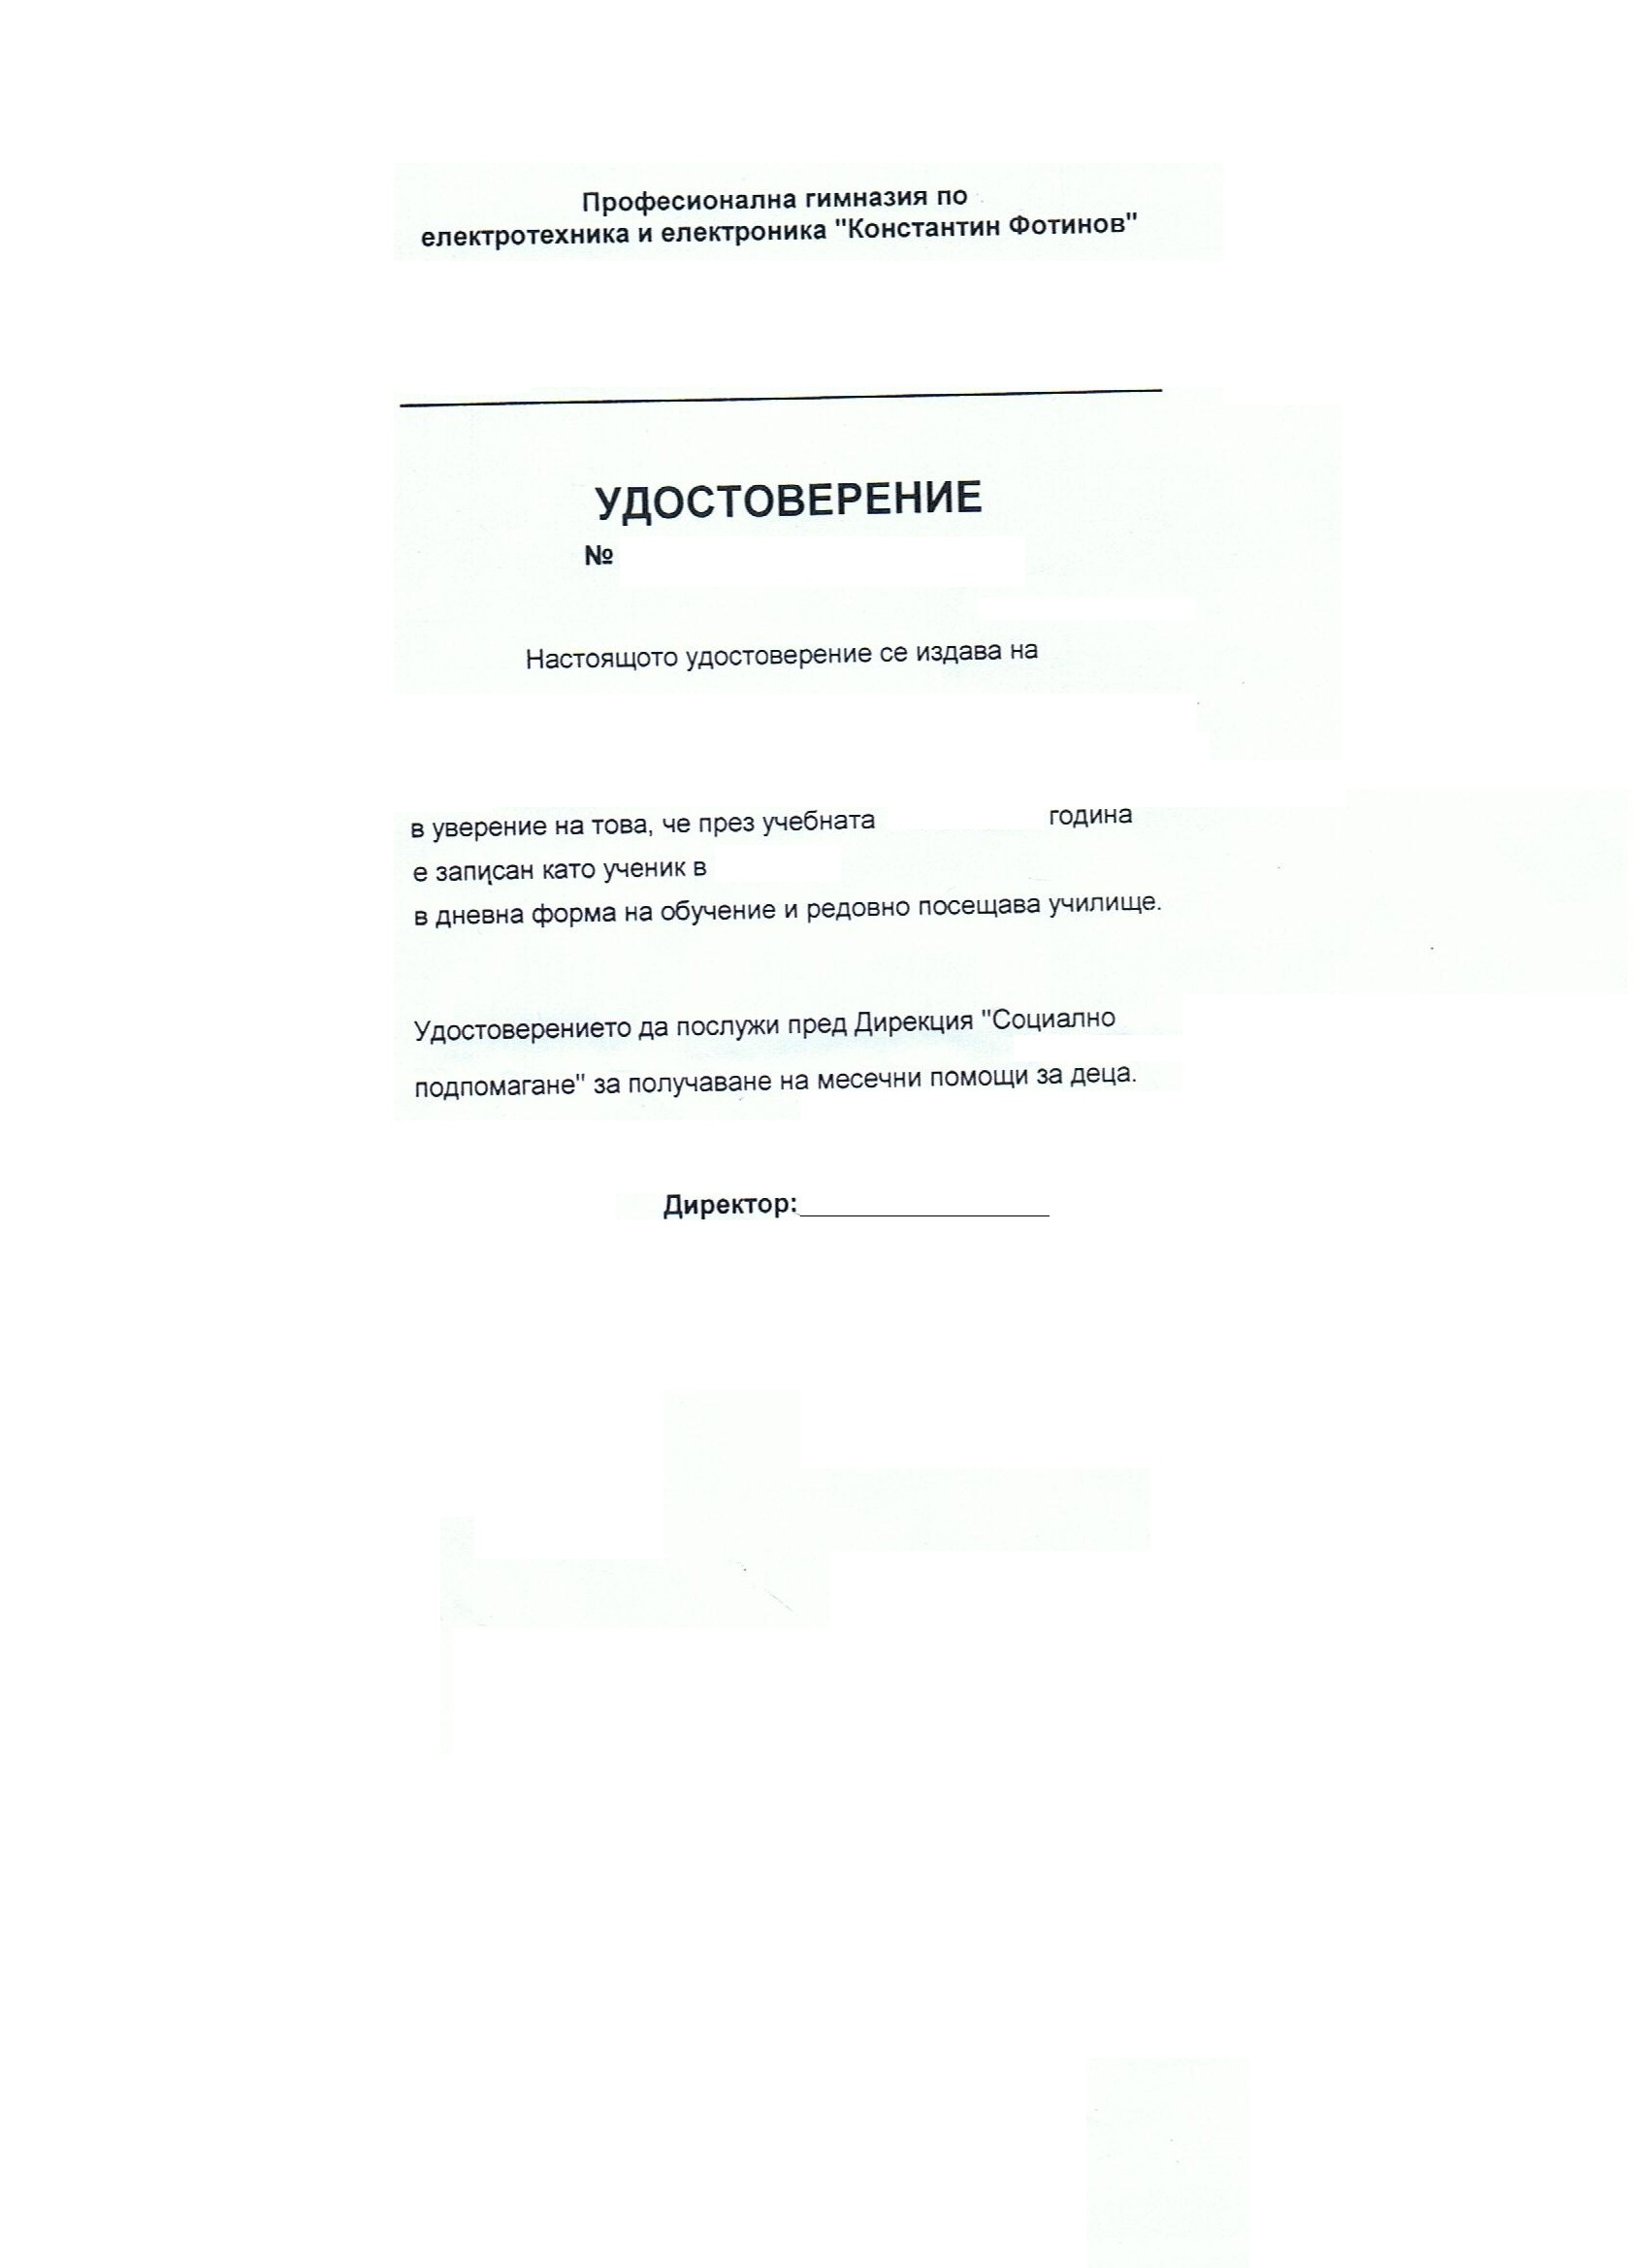 Професионална гимназия по
електротехника и електроника "Константин Фотинов"
УДОСТОВЕРЕНИЕ
№
Настоящото удостоверение се издава на
в уверение на това, че през учебната година
е записан като ученик в
в дневна форма на обучение и редовно посещава училище.
Удостоверението да послужи пред Дирекция "Социално
подпомагане" за получаване на месечни помощи за деца.
Директор: